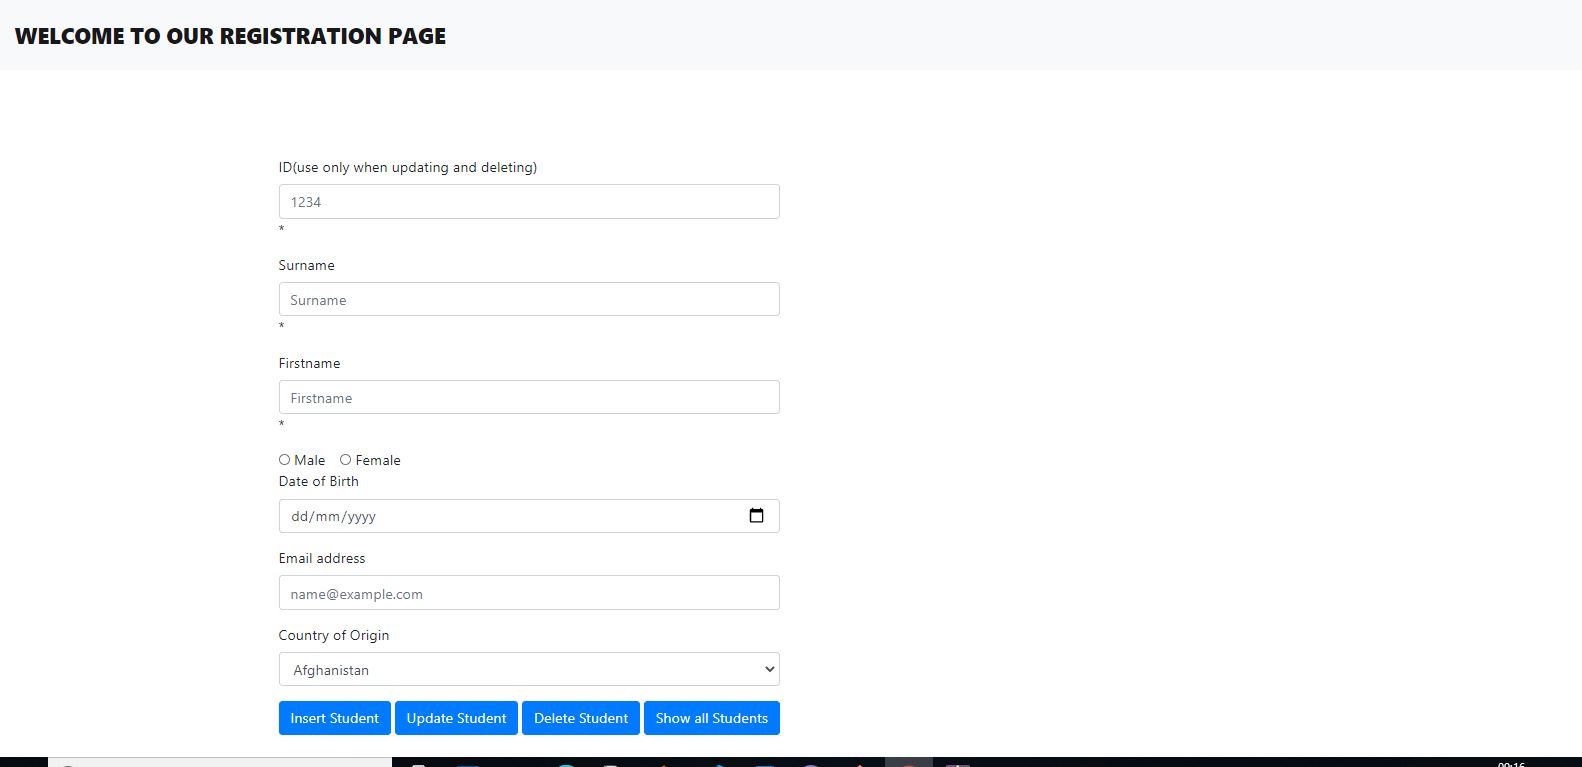 WELCOME TO OUR REGISTRATION PAGE
ID(use only when updating and deleting)
1234
*
Surname
Surname
*
Firstname
Firstname
*
Male Female
Date of Birth
dd/mm/yyyy
Email address
name@example.com
Country of Origin
Afghanistan
Insert Student Update Student Delete Student Show all Students